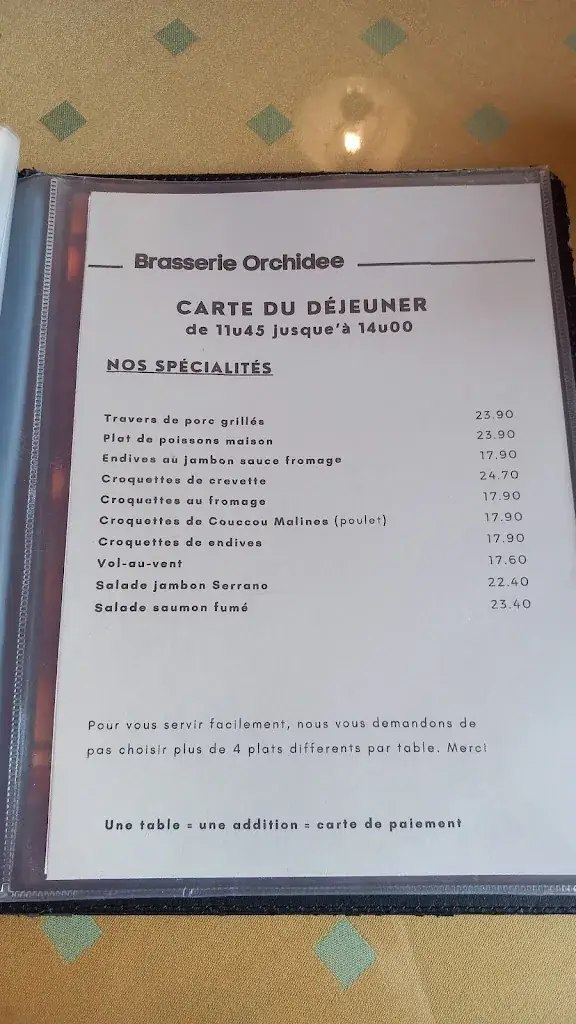 Brasserie Orchidee
CARTE DU DÉJEUNER
de 11u45 jusque'à 14u00
NOS SPÉCIALITÉS
Travers de porc grillés 23.90
Plat de poissons maison 23.90
Endives au jambon sauce fromage 17.90
Croquettes de crevette 24.70
Croquettes au fromage 17.90
Croquettes de Couccou Malines (poulet) 17.90
Croquettes de endives 17.90
Vol-au-vent 17.60
Salade jambon Serrano 22.40
Salade saumon fumé 23.40
Pour vous servir facilement, nous vous demandons de
pas choisir plus de 4 plats differents par table. Merci
Une table = une addition = carte de paiement